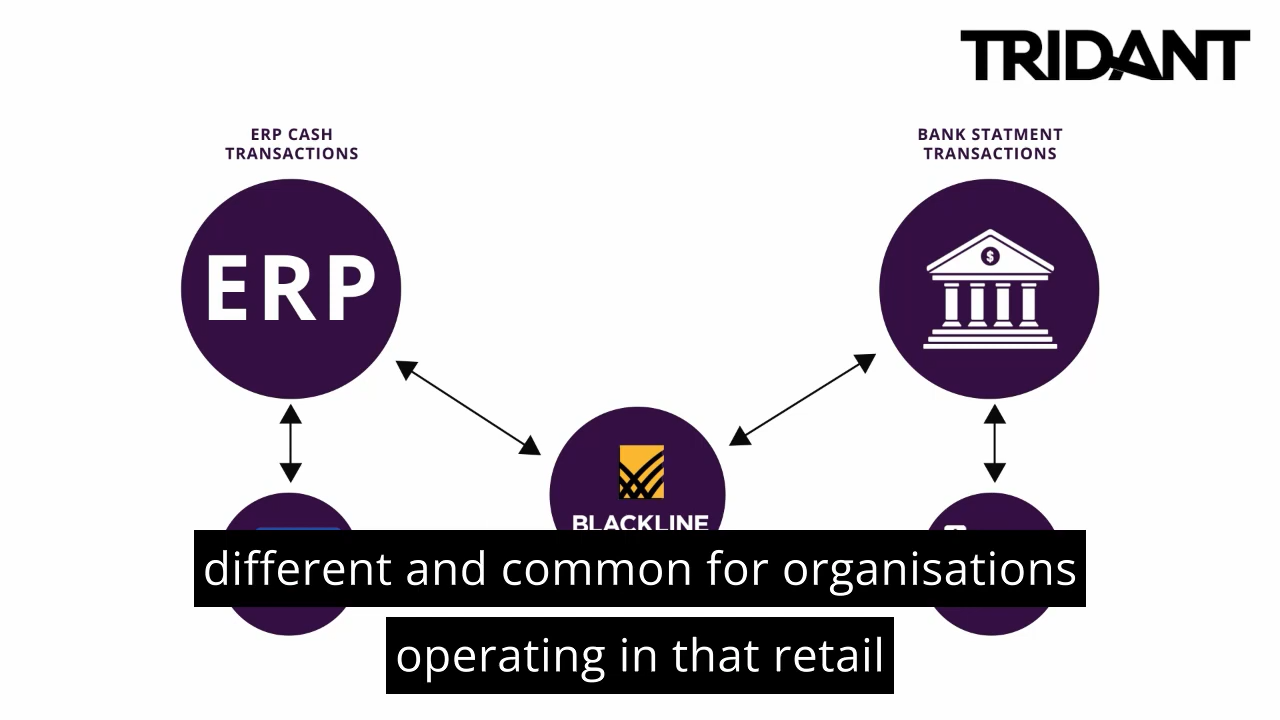 TRIDANT
ERP CASH
TRANSACTIONS
BANK STATMENT
TRANSACTIONS
ERP
$
BLACKLINE
different and common for organisations
operating in that retail